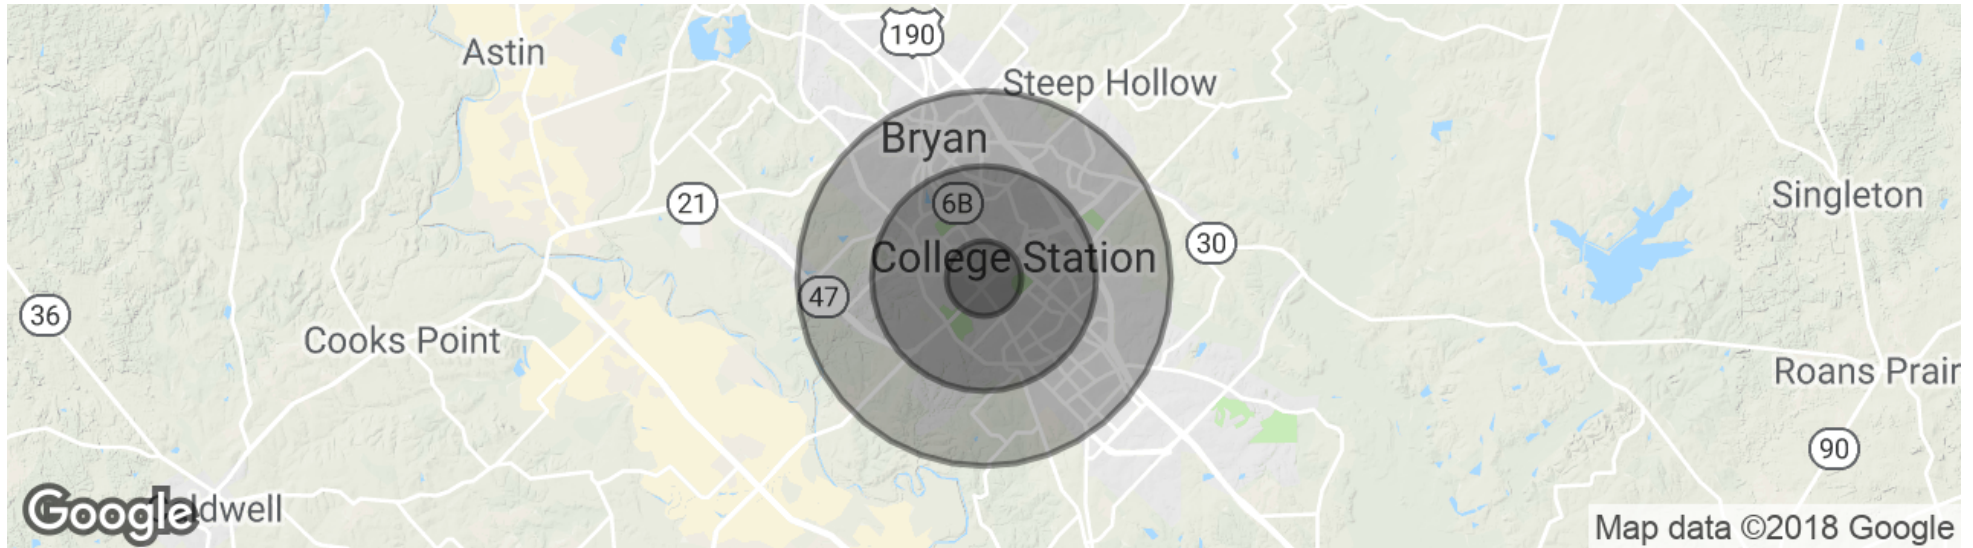 190
Astin
Steep Hollow
Bryan
21
6B
Singleton
30
College Station
47
36
Cooks Point
Roans Prair
90
Google
ldwell
Map data ©2018 Google